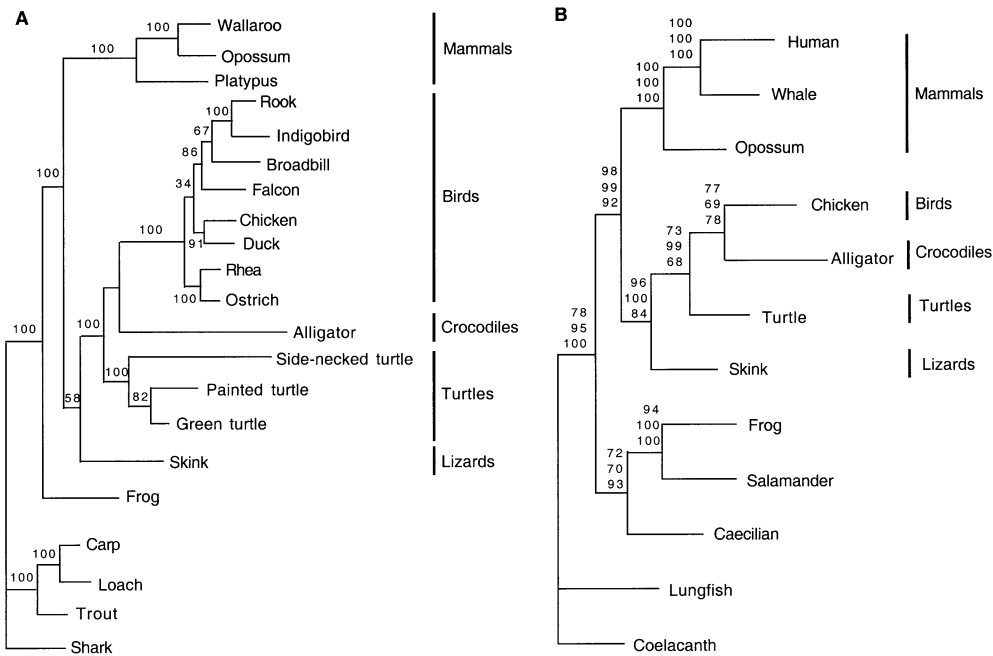 A
100
Wallaroo
100
Opossum
Platypus
Mammals
Rook
100
Indigobird
67
Broadbill
86
Falcon
34
Chicken
91
Duck
100
Rhea
100
Ostrich
Birds
100
100
Alligator
Crocodiles
Side-necked turtle
100
Painted turtle
82
Green turtle
Turtles
58
Skink
Lizards
100
Frog
Carp
100
Loach
100
Trout
Shark
B
100
100
100
Human
100
100
100
Whale
Opossum
Mammals
98
99
92
77
69
78
Chicken
Birds
73
99
68
Alligator
Crocodiles
96
100
84
Turtle
Turtles
78
95
100
Skink
Lizards
94
100
100
Frog
72
70
93
Salamander
Caecilian
Lungfish
Coelacanth